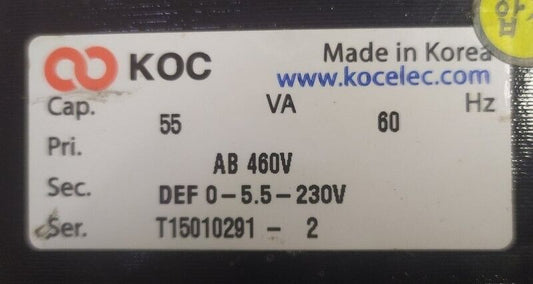 KOC
Made in Korea
www.kocelec.com
Cap. 55 VA 60 Hz
Pri. AB 460V
Sec. DEF 0-5.5-230V
Ser. T15010291 - 2